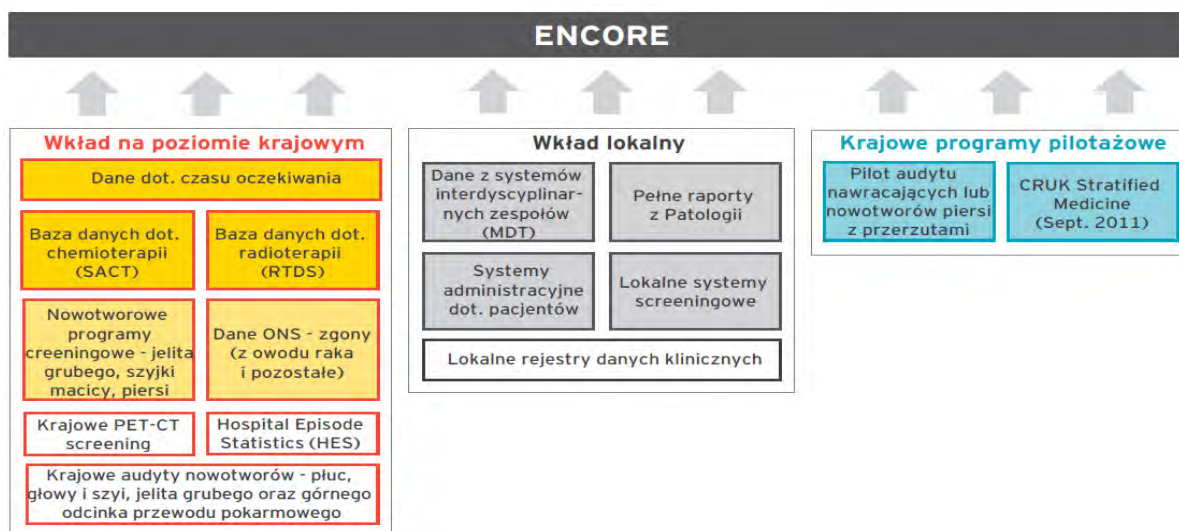 ENCORE
Wkład na poziomie krajowym
Dane dot. czasu oczekiwania
Baza danych dot.
chemioterapii
(SACT)
Baza danych dot.
radioterapii
(RTDS)
Nowotworowe
programy
creeningowe - jelita
grubego, szyjki
macicy, piersi
Dane ONS - zgony
(z owodu raka
i pozostałe)
Krajowe PET-CT
screening
Hospital Episode
Statistics (HES)
Krajowe audyty nowotworów - płuc,
głowy i szyi, jelita grubego oraz górnego
odcinka przewodu pokarmowego
Wkład lokalny
Dane z systemów
interdyscyplinar-
nych zespołów
(MDT)
Pełne raporty
z Patologii
Systemy
administracyjne
dot. pacjentów
Lokalne systemy
screeningowe
Lokalne rejestry danych klinicznych
Krajowe programy pilotażowe
Pilot audytu
nawracających lub
nowotworów piersi
z przerzutami
CRUK Stratified
Medicine
(Sept. 2011)